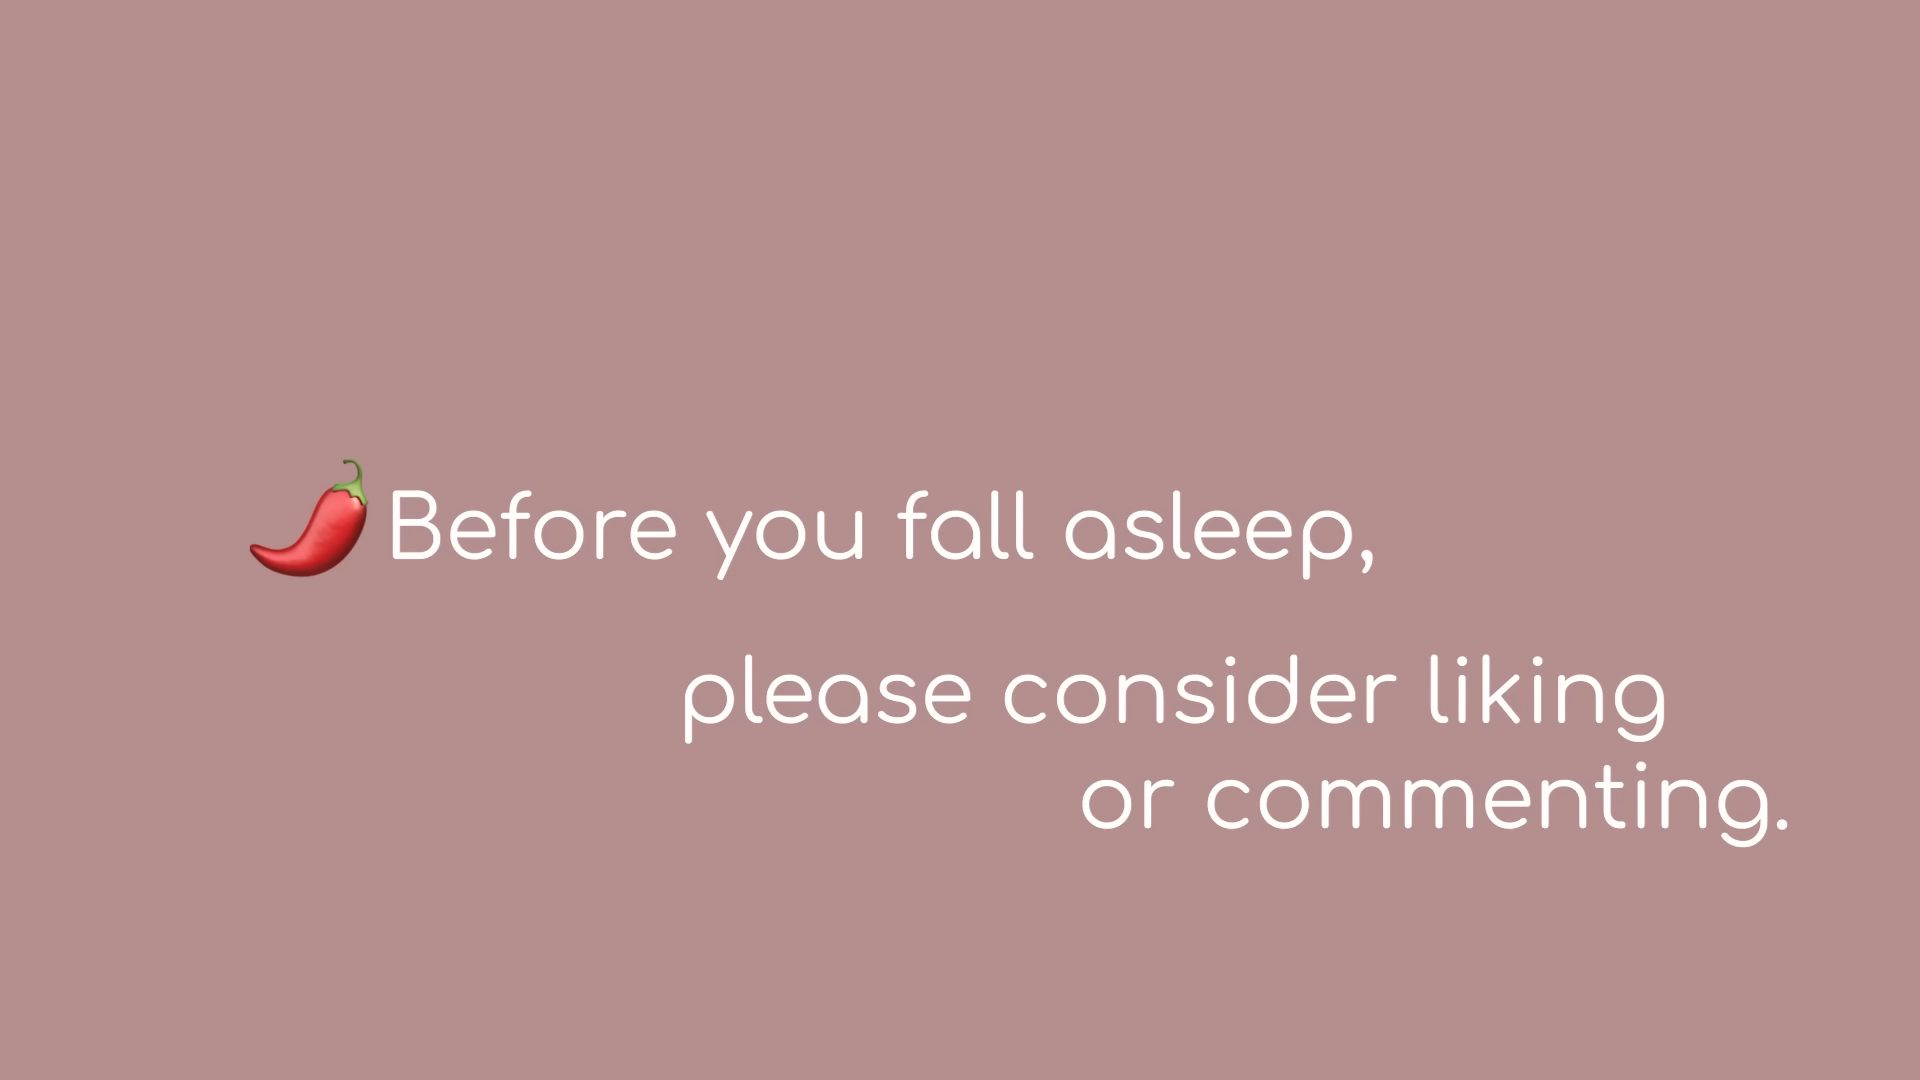 🌶️Before you fall asleep,
please consider liking
or commenting.